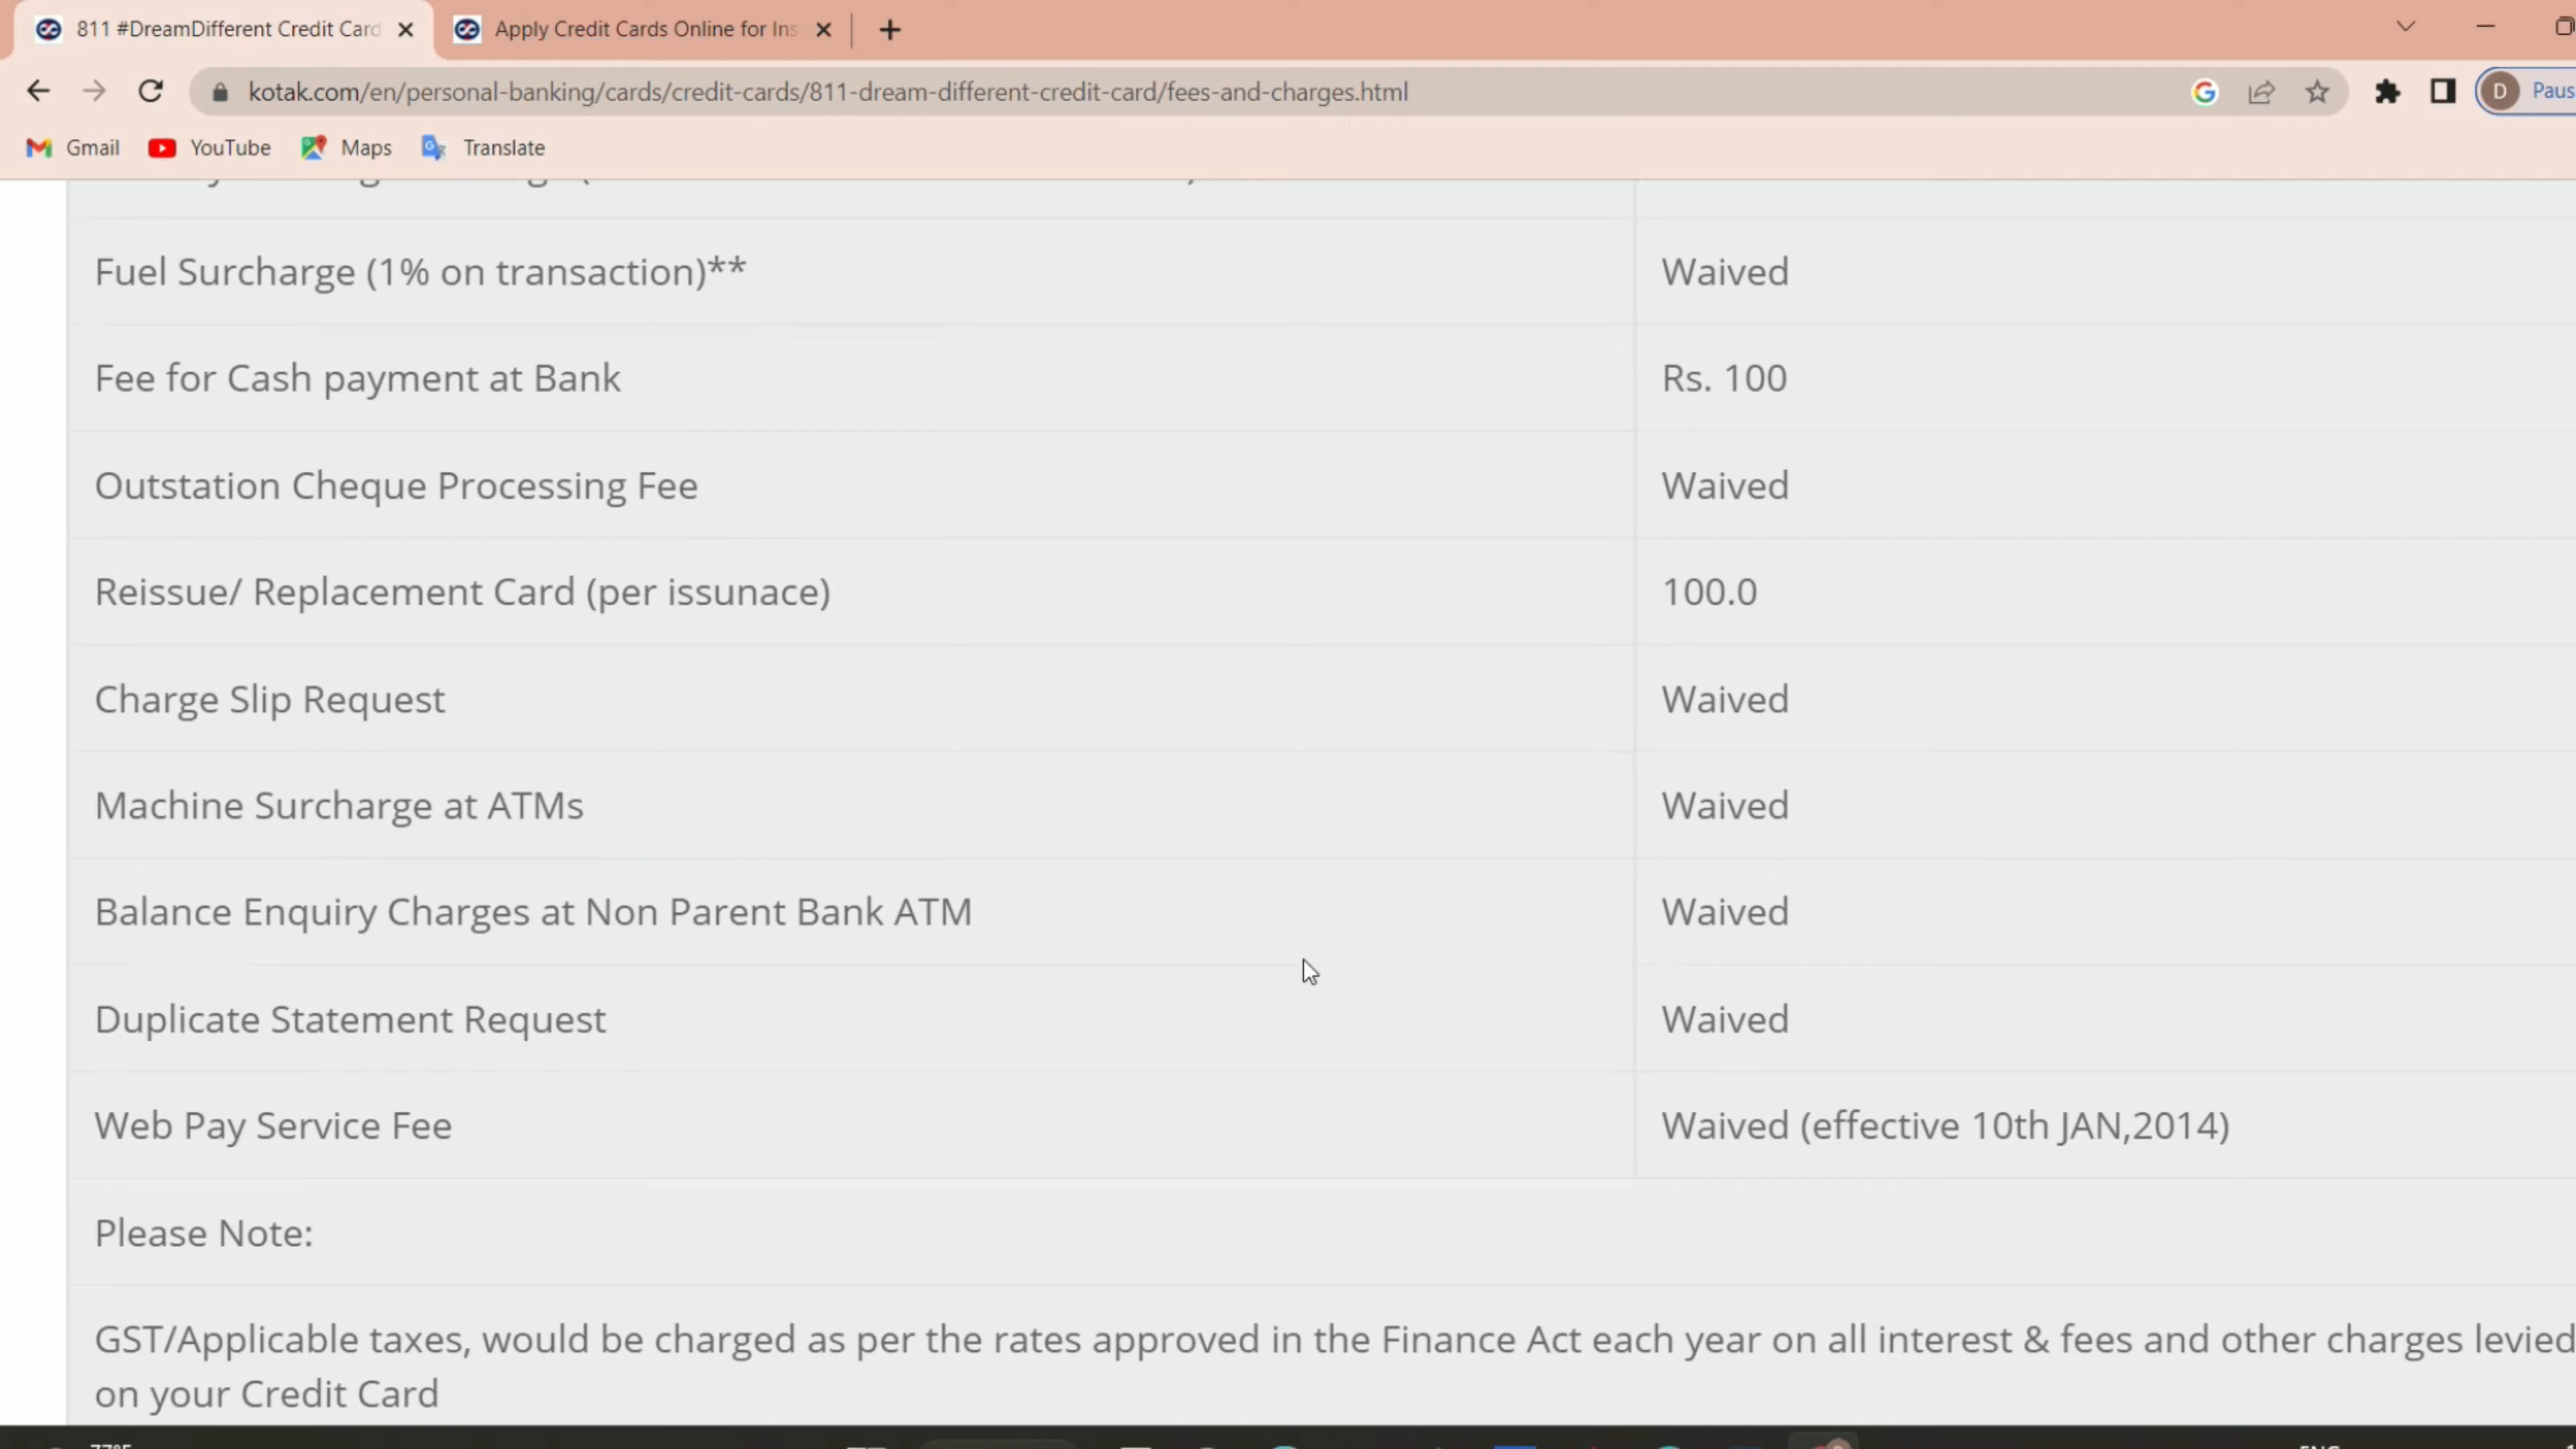 811 #DreamDifferent Credit Card
Apply Credit Cards Online for Ins
kotak.com/en/personal-banking/cards/credit-cards/811-dream-different-credit-card/fees-and-charges.html
D Paus
Gmail YouTube Maps Translate
Fuel Surcharge (1% on transaction)** Waived
Fee for Cash payment at Bank Rs. 100
Outstation Cheque Processing Fee Waived
Reissue/ Replacement Card (per issunace) 100.0
Charge Slip Request Waived
Machine Surcharge at ATMs Waived
Balance Enquiry Charges at Non Parent Bank ATM Waived
Duplicate Statement Request Waived
Web Pay Service Fee Waived (effective 10th JAN,2014)
Please Note:
GST/Applicable taxes, would be charged as per the rates approved in the Finance Act each year on all interest & fees and other charges levied
on your Credit Card